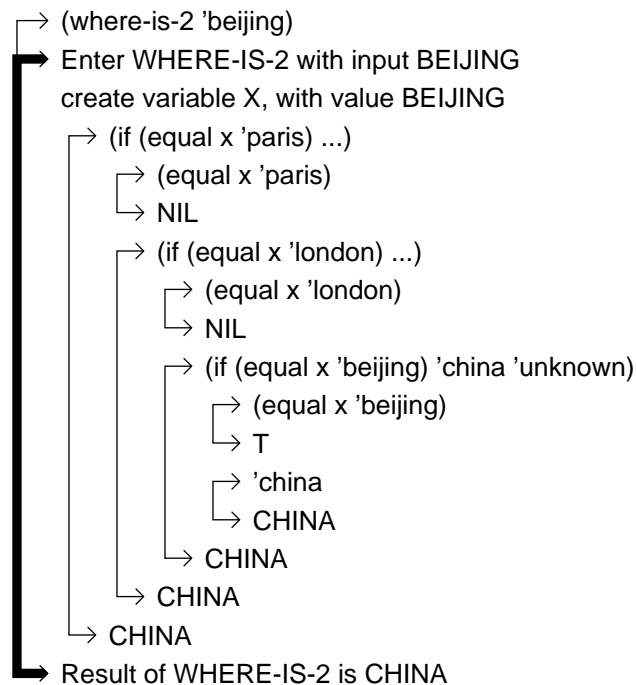 (where-is-2 ’beijing)
Enter WHERE-IS-2 with input BEIJING
create variable X, with value BEIJING
(if (equal x ’paris) ...)
(equal x ’paris)
NIL
(if (equal x ’london) ...)
(equal x ’london)
NIL
(if (equal x ’beijing) ’china ’unknown)
(equal x ’beijing)
T
’china
CHINA
CHINA
CHINA
CHINA
Result of WHERE-IS-2 is CHINA